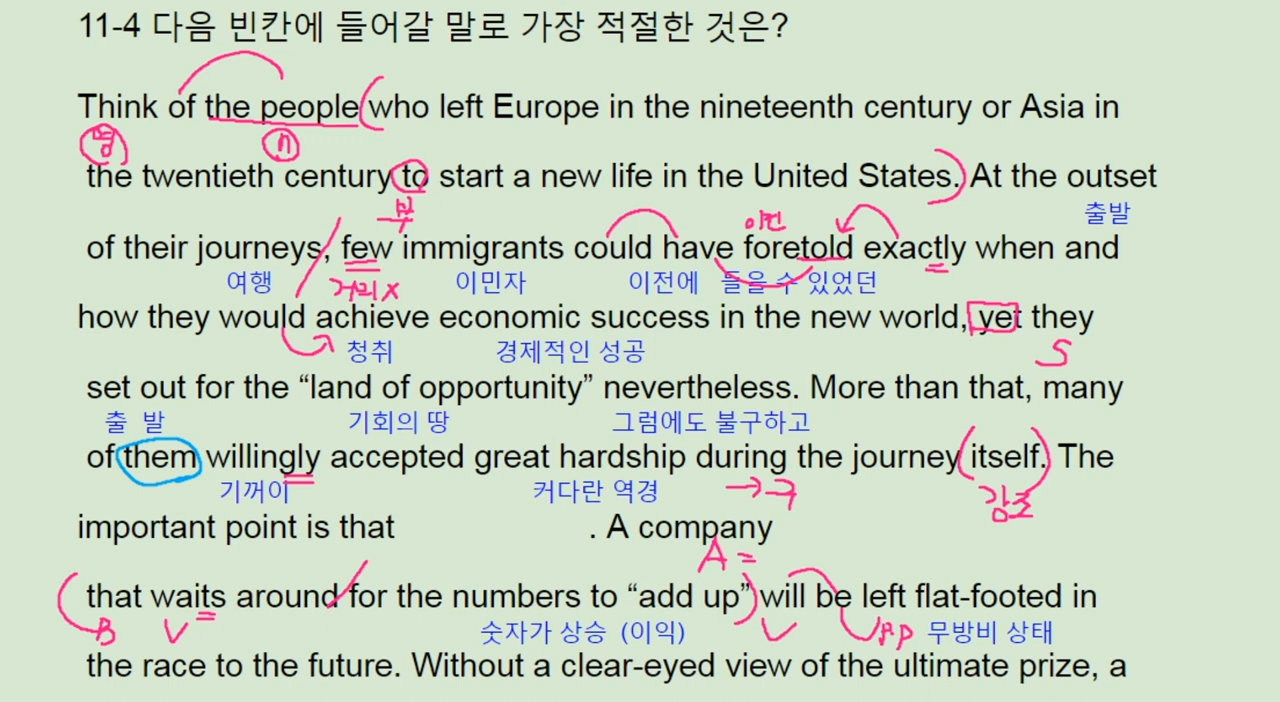 11-4 다음 빈칸에 들어갈 말로 가장 적절한 것은?
Think of the people (who left Europe in the nineteenth century or Asia in
명 n
the twentieth century to start a new life in the United States.) At the outset
부 출발
of their journeys, few immigrants could have foretold exactly when and
이전
여행 거의X 이민자 이전에 들을 수 있었던
how they would achieve economic success in the new world, yet they
청취 경제적인 성공 S
set out for the “land of opportunity” nevertheless. More than that, many
출 발 기회의 땅 그럼에도 불구하고
of them willingly accepted great hardship during the journey (itself.) The
기꺼이 커다란 역경 → 구 강조
important point is that . A company
A =
(that waits around / for the numbers to “add up”) will be left flat-footed in
B V 숫자가 상승 (이익) V PP 무방비 상태
the race to the future. Without a clear-eyed view of the ultimate prize, a